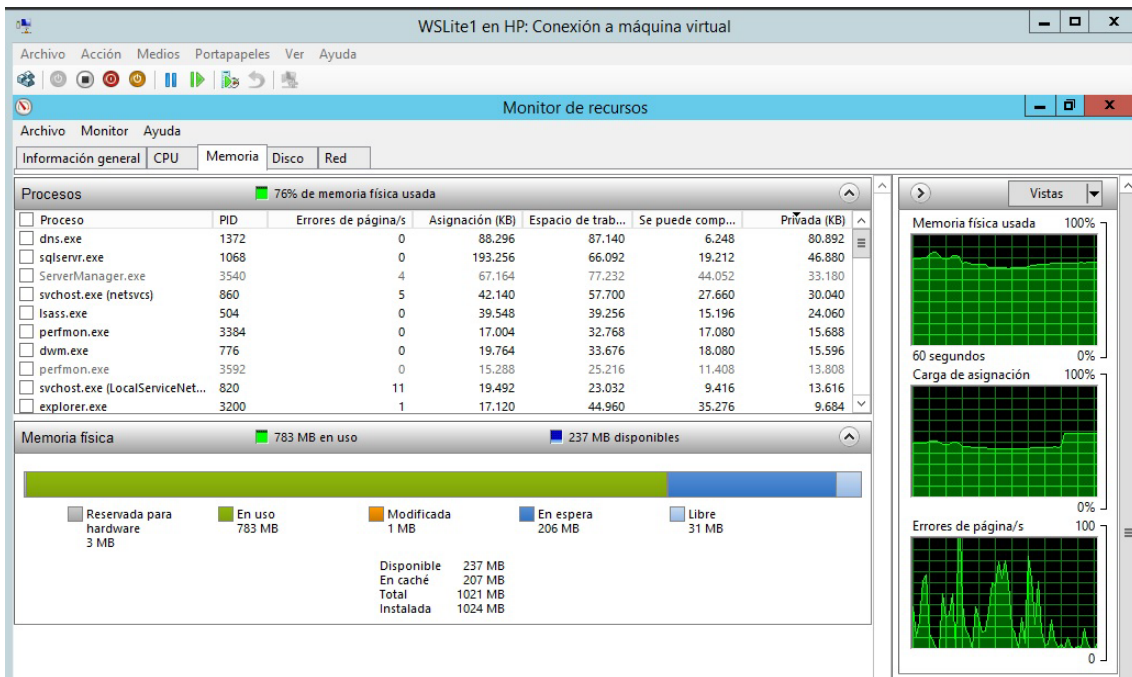 WSLite1 en HP: Conexión a máquina virtual
Archivo Acción Medios Portapapeles Ver Ayuda
Monitor de recursos
Archivo Monitor Ayuda
Información general CPU Memoria Disco Red
Procesos 76% de memoria física usada
Proceso PID Errores de página/s Asignación (KB) Espacio de trab... Se puede comp... Privada (KB)
dns.exe 1372 0 88.296 87.140 6.248 80.892
sqlservr.exe 1068 0 193.256 66.092 19.212 46.880
ServerManager.exe 3540 4 67.164 77.232 44.052 33.180
svchost.exe (netsvcs) 860 5 42.140 57.700 27.660 30.040
lsass.exe 504 0 39.548 39.256 15.196 24.060
perfmon.exe 3384 0 17.004 32.768 17.080 15.688
dwm.exe 776 0 19.764 33.676 18.080 15.596
perfmon.exe 3592 0 15.288 25.216 11.408 13.808
svchost.exe (LocalServiceNet... 820 11 19.492 23.032 9.416 13.616
explorer.exe 3200 1 17.120 44.960 35.276 9.684
Memoria física 783 MB en uso 237 MB disponibles
Reservada para hardware 3 MB
En uso 783 MB
Modificada 1 MB
En espera 206 MB
Libre 31 MB
Disponible 237 MB
En caché 207 MB
Total 1021 MB
Instalada 1024 MB
Vistas
Memoria física usada 100%
60 segundos 0%
Carga de asignación 100%
0%
Errores de página/s 100
0